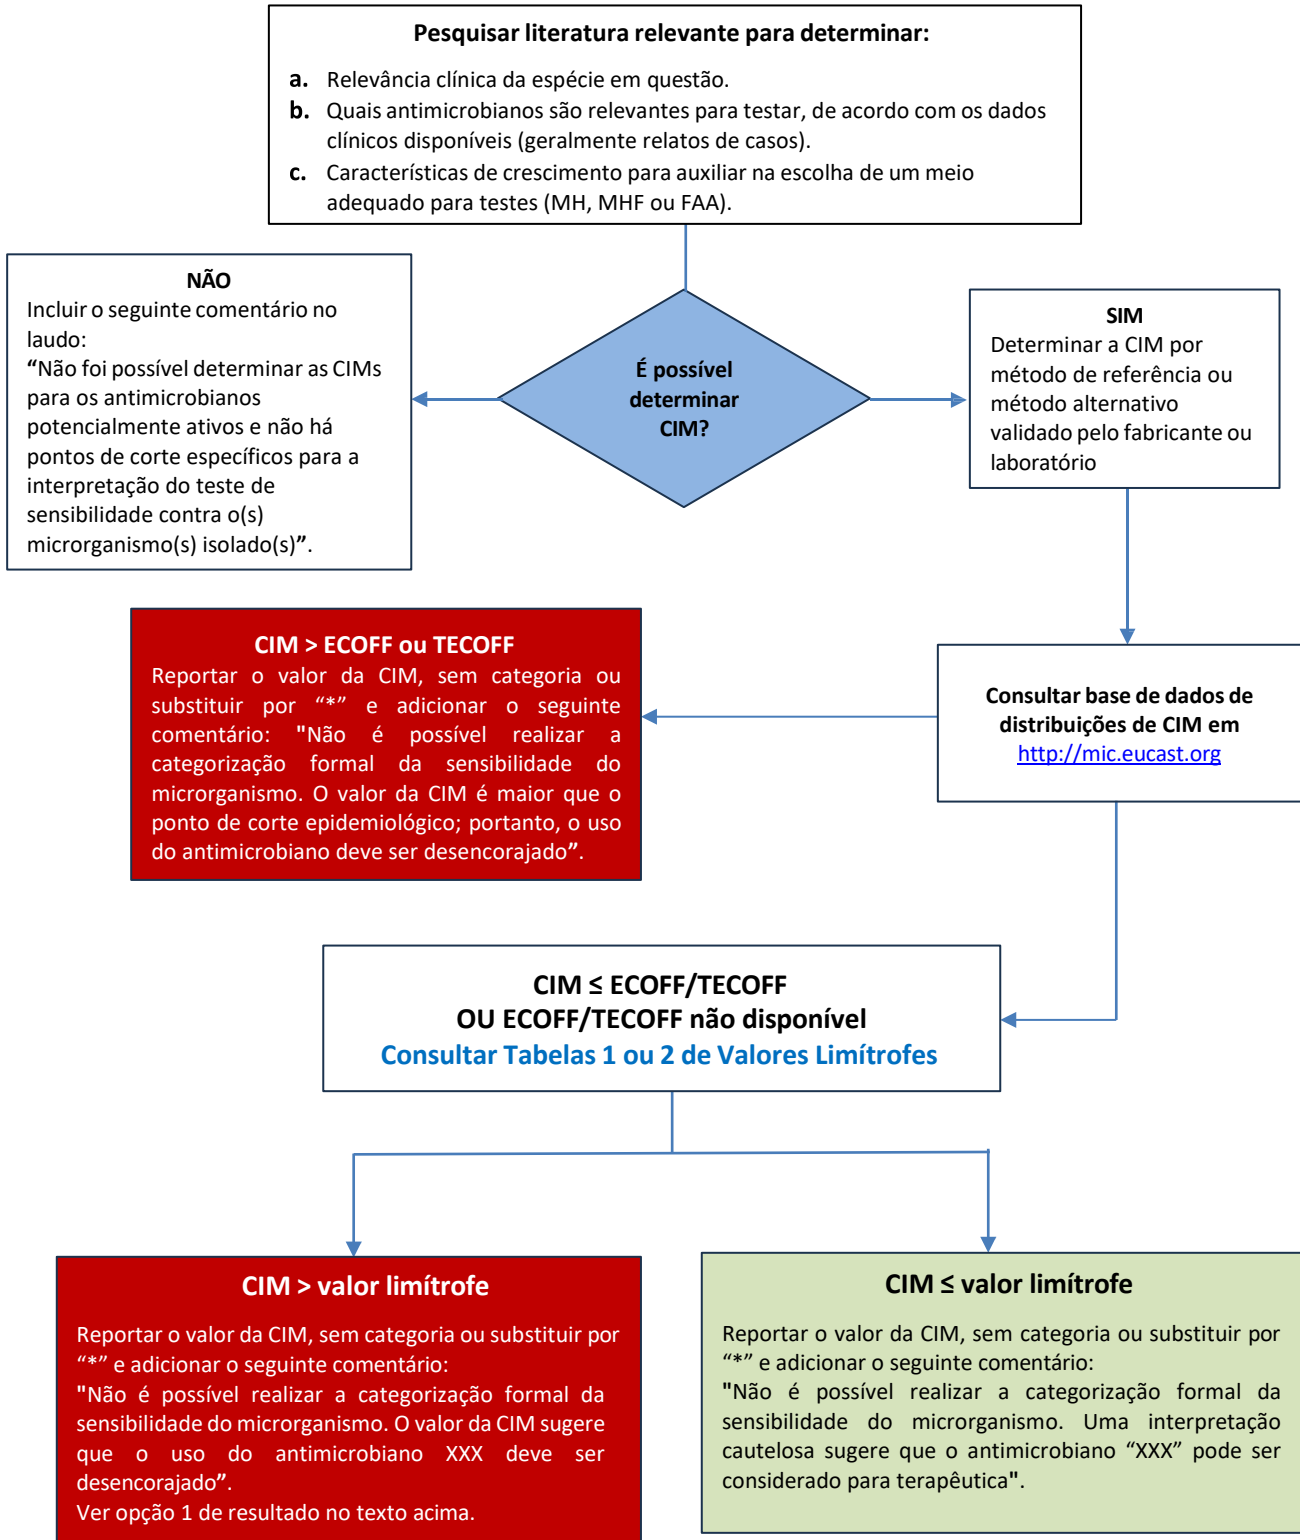 Pesquisar literatura relevante para determinar:
a. Relevância clínica da espécie em questão.
b. Quais antimicrobianos são relevantes para testar, de acordo com os dados
clínicos disponíveis (geralmente relatos de casos).
c. Características de crescimento para auxiliar na escolha de um meio
adequado para testes (MH, MHF ou FAA).
NÃO
Incluir o seguinte comentário no
laudo:
“Não foi possível determinar as CIMs
para os antimicrobianos
potencialmente ativos e não há
pontos de corte específicos para a
interpretação do teste de
sensibilidade contra o(s)
microrganismo(s) isolado(s)”.
É possível
determinar
CIM?
SIM
Determinar a CIM por
método de referência ou
método alternativo
validado pelo fabricante ou
laboratório
CIM > ECOFF ou TECOFF
Reportar o valor da CIM, sem categoria ou
substituir por “*” e adicionar o seguinte
comentário: "Não é possível realizar a
categorização formal da sensibilidade do
microrganismo. O valor da CIM é maior que o
ponto de corte epidemiológico; portanto, o uso
do antimicrobiano deve ser desencorajado”.
Consultar base de dados de
distribuições de CIM em
http://mic.eucast.org
CIM ≤ ECOFF/TECOFF
OU ECOFF/TECOFF não disponível
Consultar Tabelas 1 ou 2 de Valores Limítrofes
CIM > valor limítrofe
Reportar o valor da CIM, sem categoria ou substituir por
“*” e adicionar o seguinte comentário:
"Não é possível realizar a categorização formal da
sensibilidade do microrganismo. O valor da CIM sugere
que o uso do antimicrobiano XXX deve ser
desencorajado”.
Ver opção 1 de resultado no texto acima.
CIM ≤ valor limítrofe
Reportar o valor da CIM, sem categoria ou substituir por
“*” e adicionar o seguinte comentário:
"Não é possível realizar a categorização formal da
sensibilidade do microrganismo. Uma interpretação
cautelosa sugere que o antimicrobiano “XXX” pode ser
considerado para terapêutica".